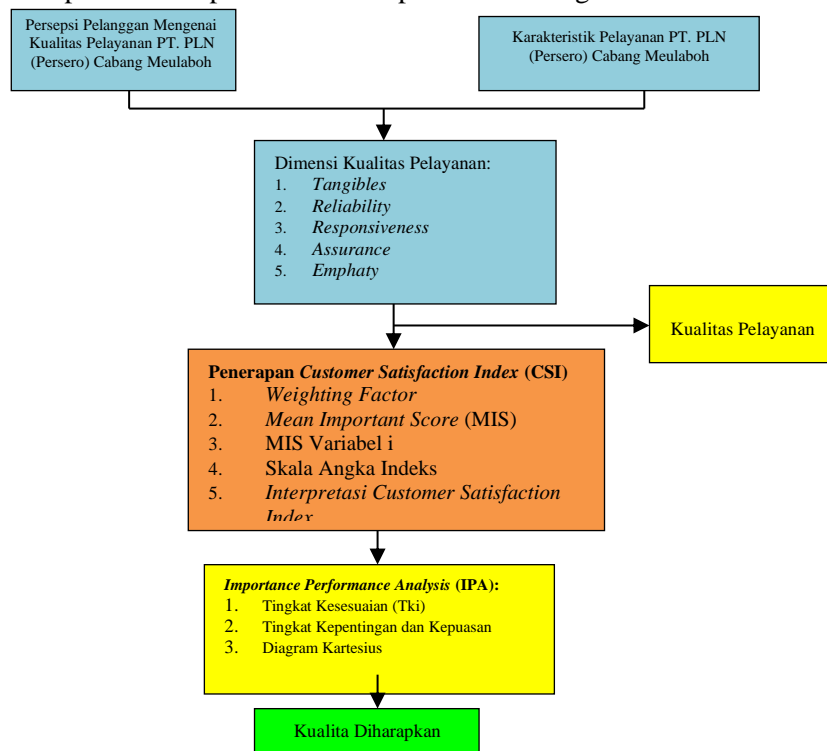 Persepsi Pelanggan Mengenai
Kualitas Pelayanan PT. PLN
(Persero) Cabang Meulaboh
Karakteristik Pelayanan PT. PLN
(Persero) Cabang Meulaboh
Dimensi Kualitas Pelayanan:
1. Tangibles
2. Reliability
3. Responsiveness
4. Assurance
5. Emphaty
Kualitas Pelayanan
Penerapan Customer Satisfaction Index (CSI)
1. Weighting Factor
2. Mean Important Score (MIS)
3. MIS Variabel i
4. Skala Angka Indeks
5. Interpretasi Customer Satisfaction
Index
Importance Performance Analysis (IPA):
1. Tingkat Kesesuaian (Tki)
2. Tingkat Kepentingan dan Kepuasan
3. Diagram Kartesius
Kualita Diharapkan